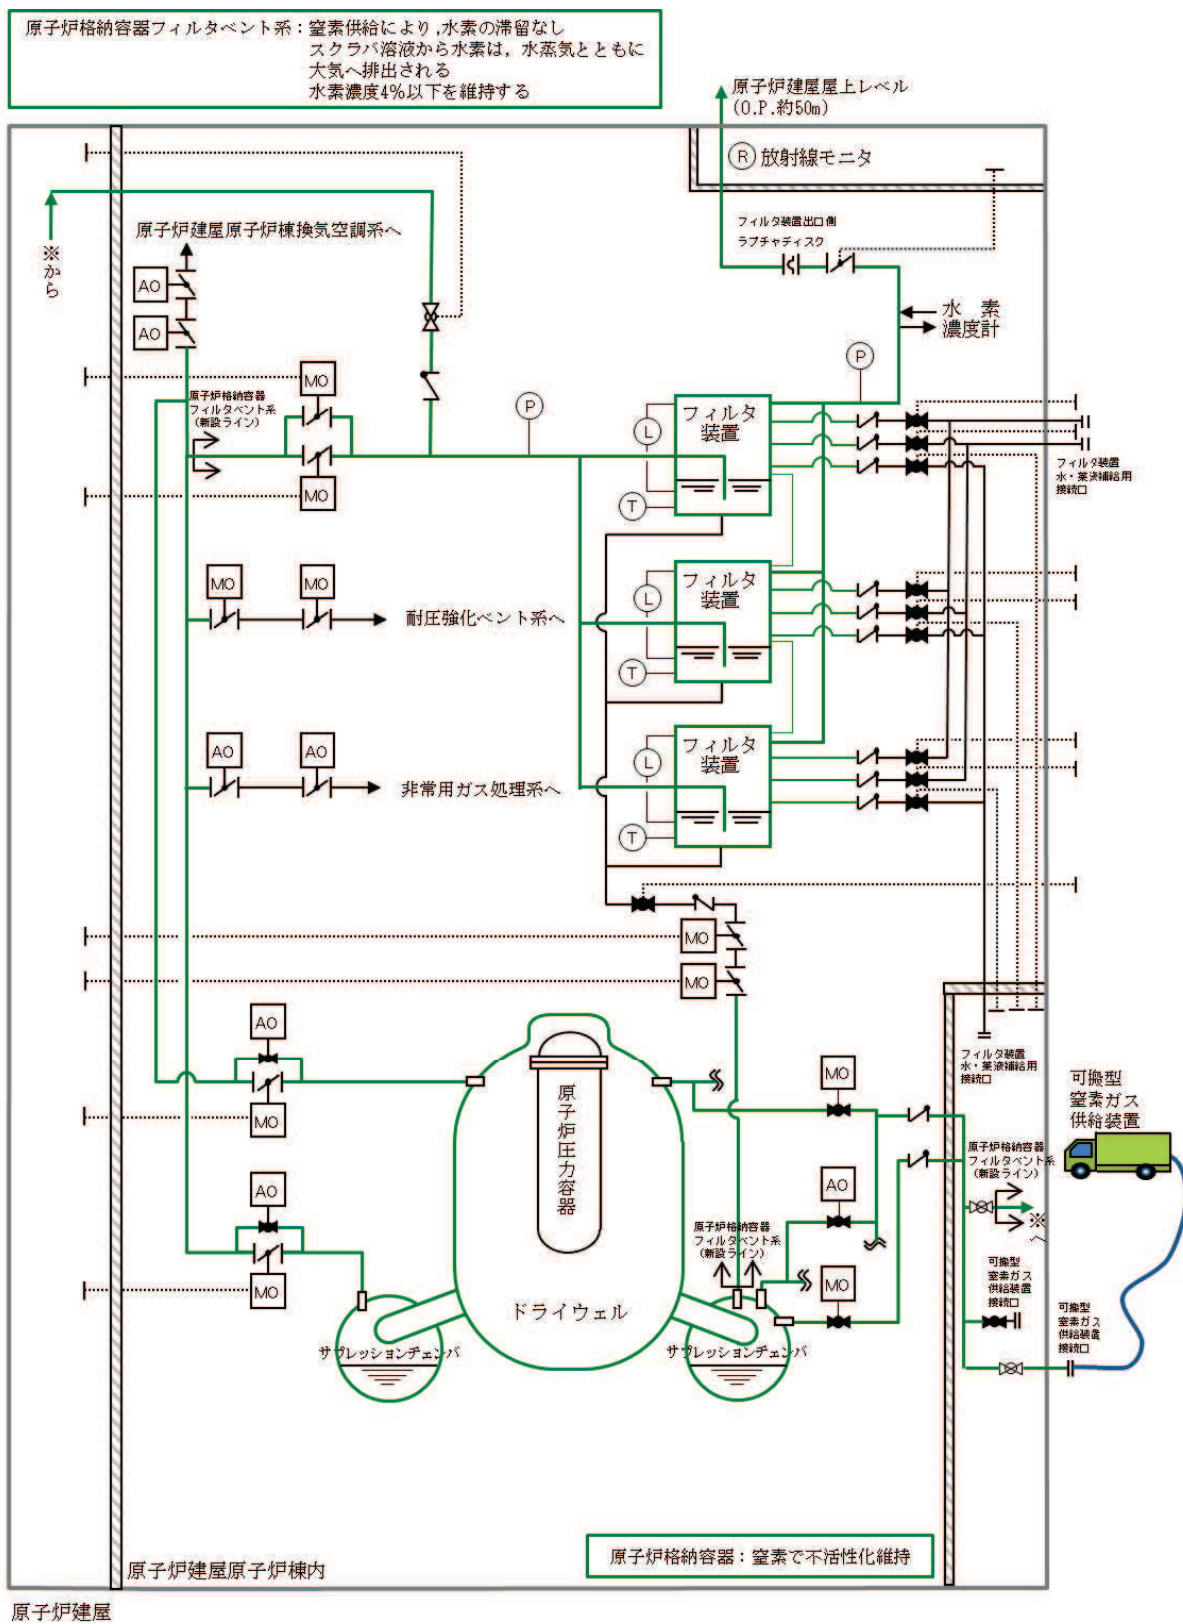 原子炉格納容器フィルタベント系：窒素供給により，水素の滞留なし
スクラバ溶液から水素は，水蒸気とともに
大気へ排出される
水素濃度4%以下を維持する
原子炉建屋屋上レベル
(O.P.約50m)
R 放射線モニタ
フィルタ装置出口側
ラプチャディスク
※から
原子炉建屋原子炉棟換気空調系へ
AO
AO
水素
濃度計
P
P
MO
原子炉格納容器
フィルタベント系
(新設ライン)
MO
フィルタ
装置
L
T
フィルタ装置
水・薬液補給用
接続口
MO
MO
耐圧強化ベント系へ
フィルタ
装置
L
T
AO
AO
非常用ガス処理系へ
フィルタ
装置
L
T
MO
MO
AO
MO
原子炉圧力容器
MO
フィルタ装置
水・薬液補給用
接続口
可搬型
窒素ガス
供給装置
原子炉格納容器
フィルタベント系
(新設ライン)
※へ
AO
MO
AO
原子炉格納容器
フィルタベント系
(新設ライン)
MO
可搬型
窒素ガス
供給装置
接続口
可搬型
窒素ガス
供給装置
接続口
ドライウェル
サプレッションチェンバ
サプレッションチェンバ
原子炉格納容器：窒素で不活性化維持
原子炉建屋原子炉棟内
原子炉建屋